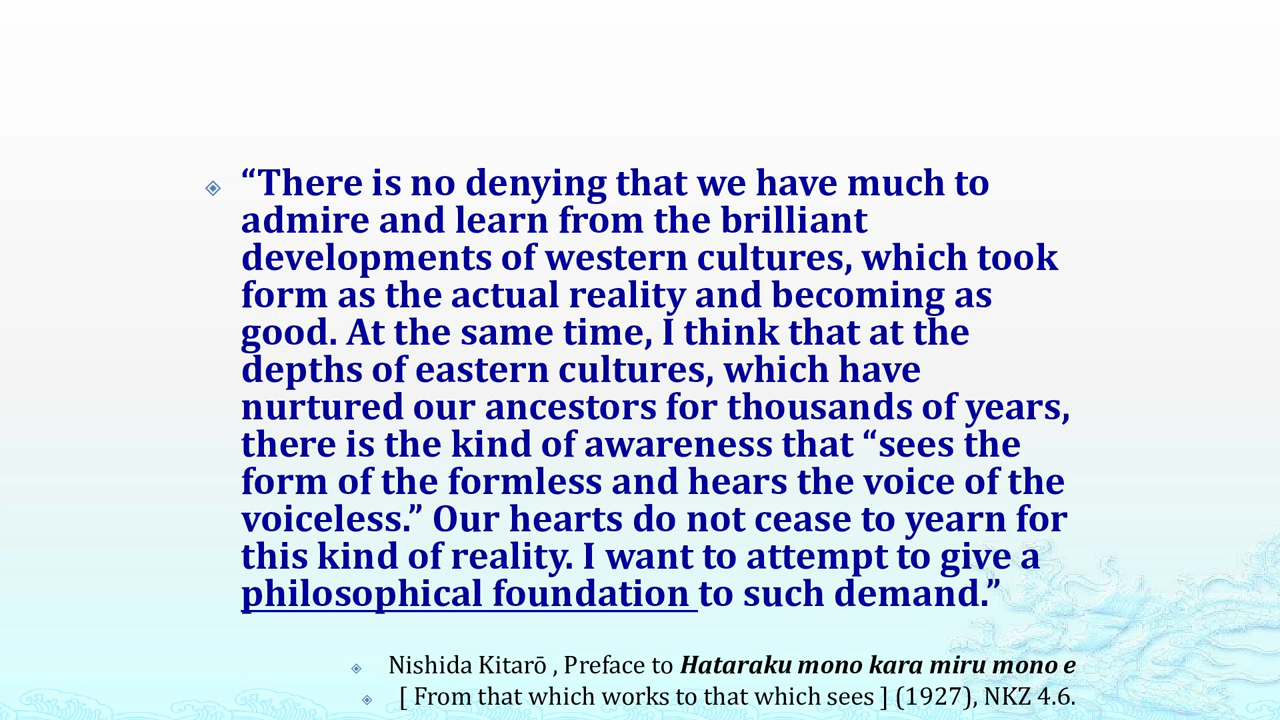 “There is no denying that we have much to
admire and learn from the brilliant
developments of western cultures, which took
form as the actual reality and becoming as
good. At the same time, I think that at the
depths of eastern cultures, which have
nurtured our ancestors for thousands of years,
there is the kind of awareness that “sees the
form of the formless and hears the voice of the
voiceless.” Our hearts do not cease to yearn for
this kind of reality. I want to attempt to give a
philosophical foundation to such demand.”
Nishida Kitarō , Preface to Hataraku mono kara miru mono e
[ From that which works to that which sees ] (1927), NKZ 4.6.